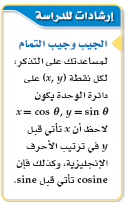 إرشادات للدراسة
الجيب وجيب التمام
لمساعدتك على التذكر:
لكل نقطة (x, y) على
دائرة الوحدة يكون
x = cos θ, y = sin θ
لاحظ أن x تأتي قبل
y في ترتيب الأحرف
الإنجليزية، وكذلك فإن
cosine تأتي قبل sine.